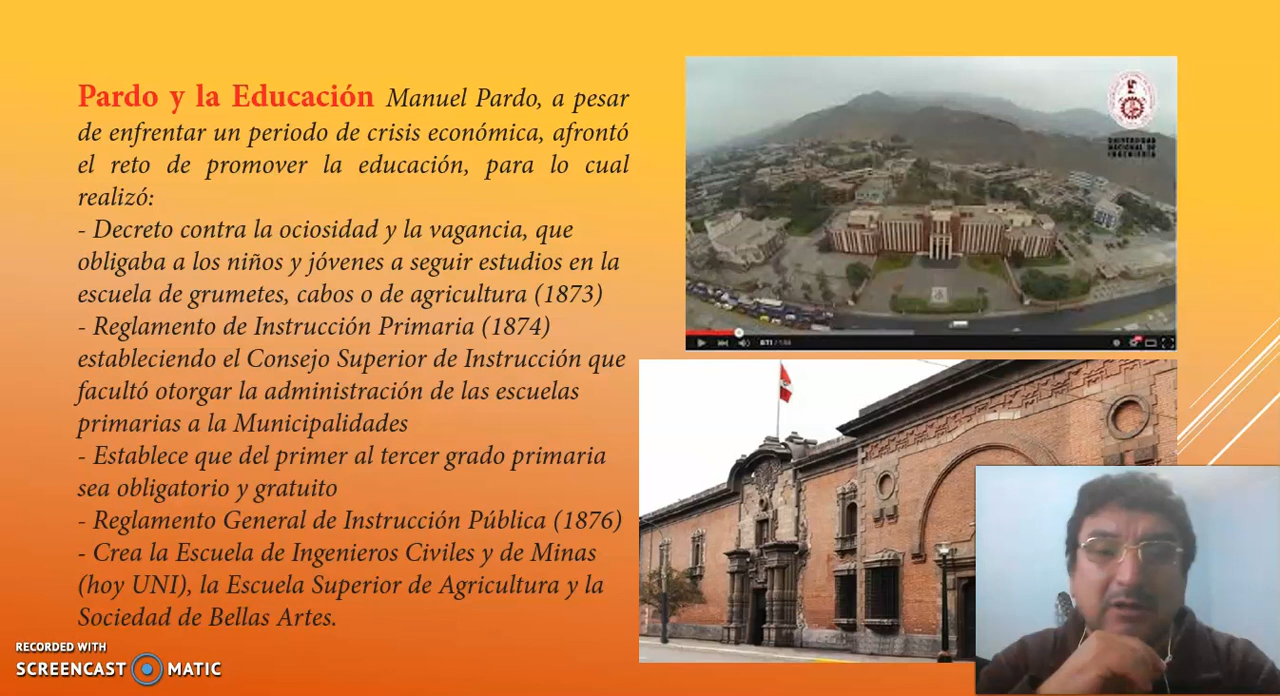 Pardo y la Educación Manuel Pardo, a pesar
de enfrentar un periodo de crisis económica, afrontó
el reto de promover la educación, para lo cual
realizó:
- Decreto contra la ociosidad y la vagancia, que
obligaba a los niños y jóvenes a seguir estudios en la
escuela de grumetes, cabos o de agricultura (1873)
- Reglamento de Instrucción Primaria (1874)
estableciendo el Consejo Superior de Instrucción que
facultó otorgar la administración de las escuelas
primarias a la Municipalidades
- Establece que del primer al tercer grado primaria
sea obligatorio y gratuito
- Reglamento General de Instrucción Pública (1876)
- Crea la Escuela de Ingenieros Civiles y de Minas
(hoy UNI), la Escuela Superior de Agricultura y la
Sociedad de Bellas Artes.
UNIVERSIDAD
NACIONAL DE
INGENIERIA
RECORDED WITH
SCREENCAST MATIC